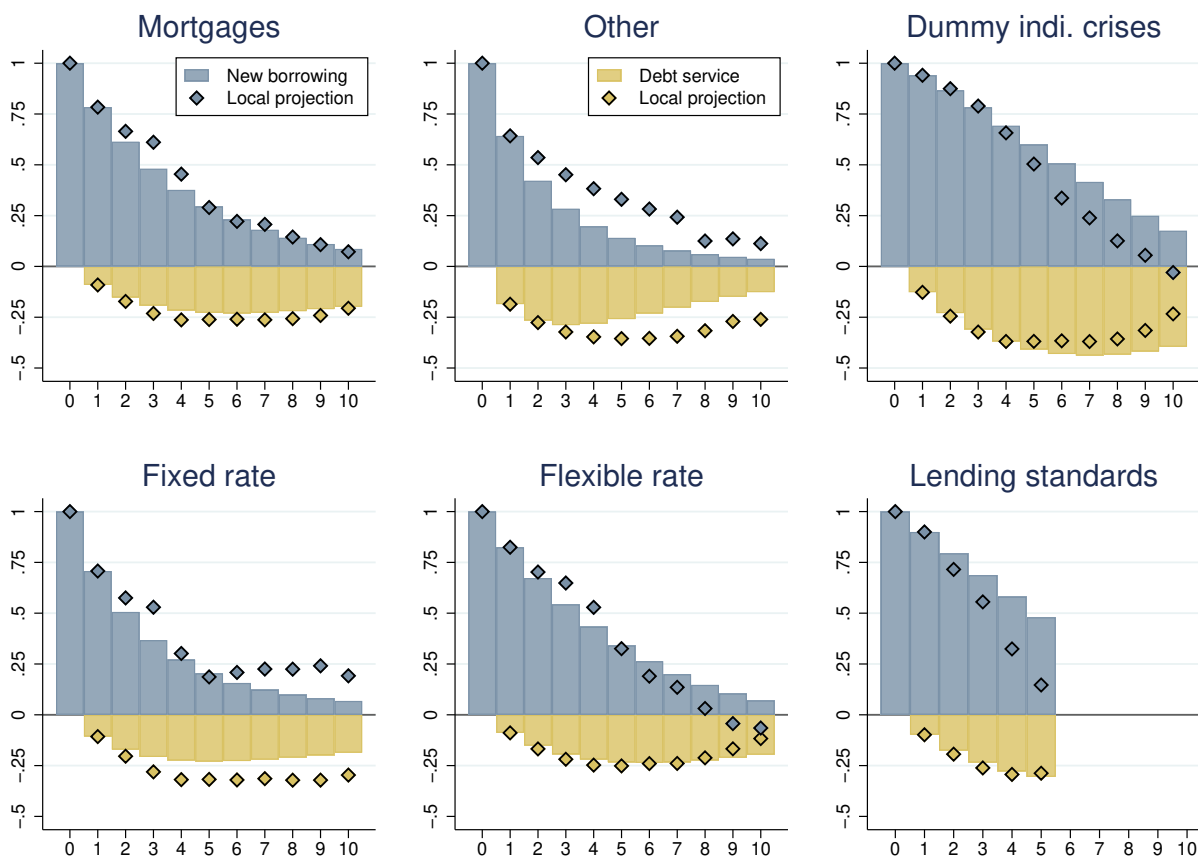 Mortgages
1
.75
.5
.25
0
-.25
-.5
New borrowing
Local projection
0 1 2 3 4 5 6 7 8 9 10
Other
1
.75
.5
.25
0
-.25
-.5
Debt service
Local projection
0 1 2 3 4 5 6 7 8 9 10
Dummy indi. crises
1
.75
.5
.25
0
-.25
-.5
0 1 2 3 4 5 6 7 8 9 10
Fixed rate
1
.75
.5
.25
0
-.25
-.5
0 1 2 3 4 5 6 7 8 9 10
Flexible rate
1
.75
.5
.25
0
-.25
-.5
0 1 2 3 4 5 6 7 8 9 10
Lending standards
1
.75
.5
.25
0
-.25
-.5
0 1 2 3 4 5 6 7 8 9 10